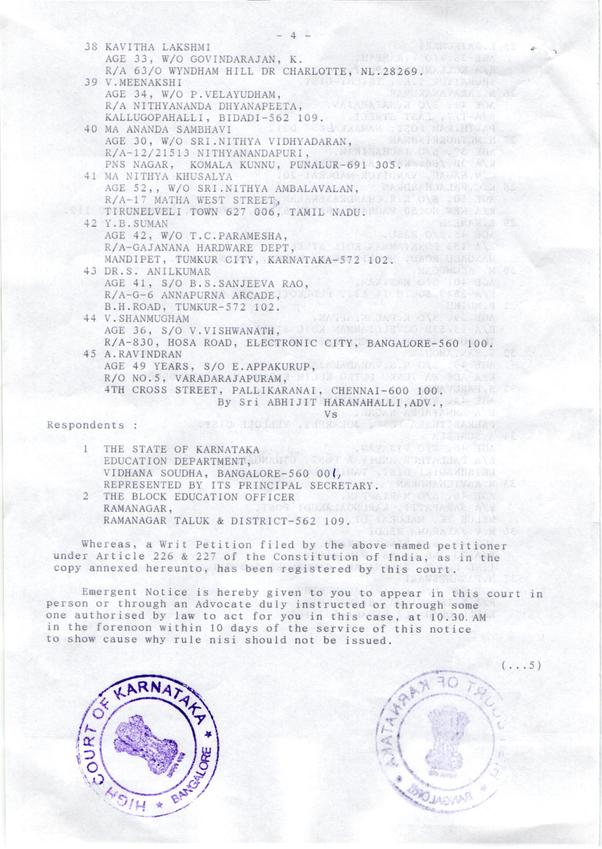 - 4 -
38 KAVITHA LAKSHMI
AGE 33, W/O GOVINDARAJAN, K.
R/A 63/O WYNDHAM HILL DR CHARLOTTE, NL.28269.
39 V.MEENAKSHI
AGE 34, W/O P.VELAYUDHAM,
R/A NITHYANANDA DHYANAPEETA,
KALLUGOPAHALLI, BIDADI-562 109.
40 MA ANANDA SAMBHAVI
AGE 30, W/O SRI.NITHYA VIDHYADARAN,
R/A-12/21513 NITHYANANDAPURI,
PNS NAGAR, KOMALA KUNNU, PUNALUR-691 305.
41 MA NITHYA KHUSALYA
AGE 52,, W/O SRI.NITHYA AMBALAVALAN,
R/A-17 MATHA WEST STREET,
TIRUNELVELI TOWN 627 006, TAMIL NADU.
42 Y.B.SUMAN
AGE 42, W/O T.C.PARAMESHA,
R/A-GAJANANA HARDWARE DEPT,
MANDIPET, TUMKUR CITY, KARNATAKA-572 102.
43 DR.S. ANILKUMAR
AGE 41, S/O B.S.SANJEEVA RAO,
R/A-G-6 ANNAPURNA ARCADE,
B.H.ROAD, TUMKUR-572 102.
44 V.SHANMUGHAM
AGE 36, S/O V.VISHWANATH,
R/A-830, HOSA ROAD, ELECTRONIC CITY, BANGALORE-560 100.
45 A.RAVINDRAN
AGE 49 YEARS, S/O E.APPAKURUP,
R/O NO.5, VARADARAJAPURAM,
4TH CROSS STREET, PALLIKARANAI, CHENNAI-600 100.
By Sri ABHIJIT HARANAHALLI,ADV.,
Vs
Respondents :
1 THE STATE OF KARNATAKA
EDUCATION DEPARTMENT,
VIDHANA SOUDHA, BANGALORE-560 001,
REPRESENTED BY ITS PRINCIPAL SECRETARY.
2 THE BLOCK EDUCATION OFFICER
RAMANAGAR,
RAMANAGAR TALUK & DISTRICT-562 109.
Whereas, a Writ Petition filed by the above named petitioner
under Article 226 & 227 of the Constitution of India, as in the
copy annexed hereunto, has been registered by this court.
Emergent Notice is hereby given to you to appear in this court in
person or through an Advocate duly instructed or through some
one authorised by law to act for you in this case, at 10.30.AM
in the forenoon within 10 days of the service of this notice
to show cause why rule nisi should not be issued.
(...5)
HIGH COURT OF KARNATAKA
★ BANGALORE ★